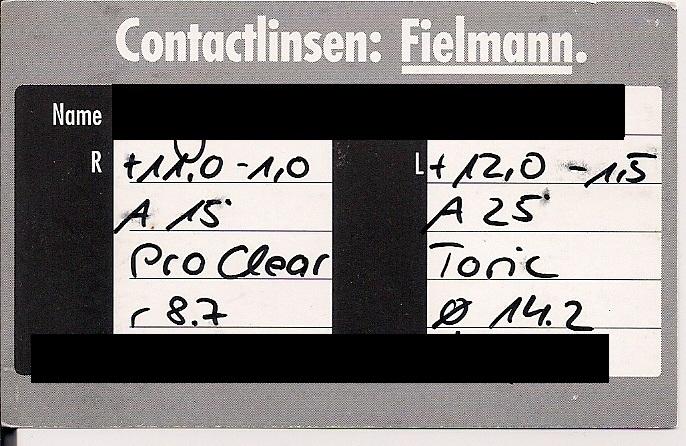 Contactlinsen: Fielmann.
Name
R +11,0 -1,0 L +12,0 -1,5
A 15° A 25°
Pro Clear Toric
r 8.7 Ø 14.2